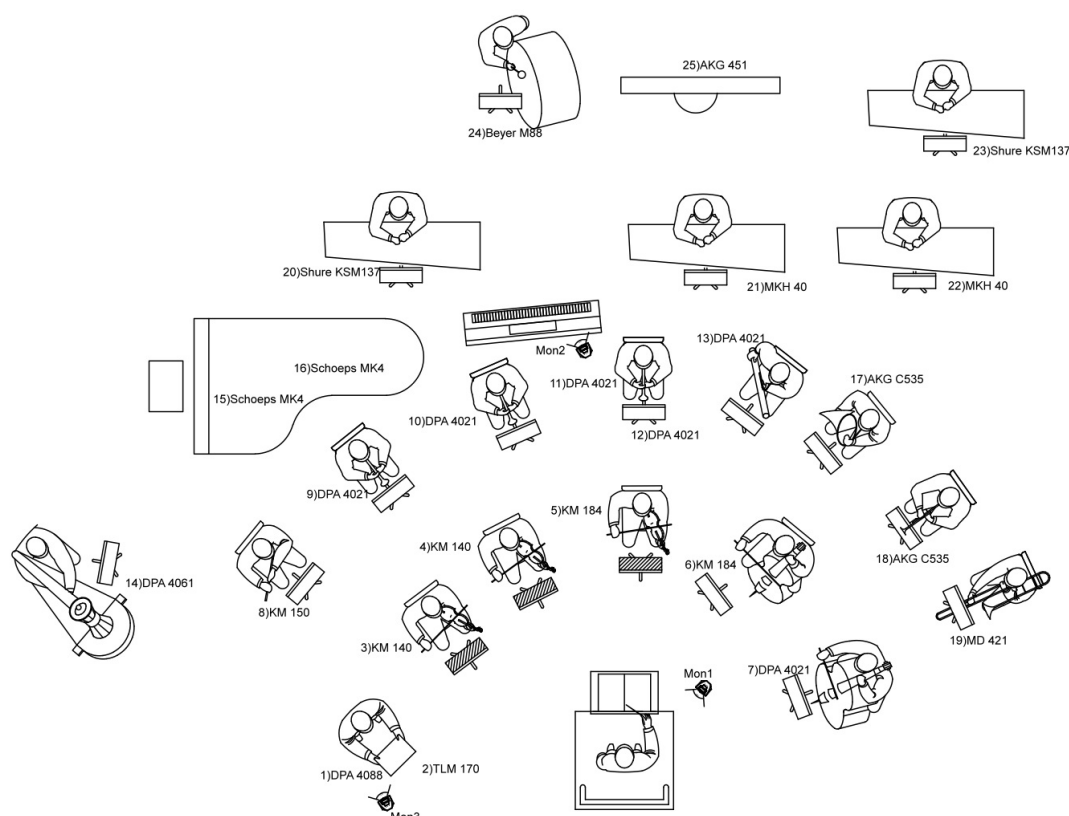 25)AKG 451
24)Beyer M88
23)Shure KSM137
20)Shure KSM137
21)MKH 40
22)MKH 40
13)DPA 4021
Mon2
16)Schoeps MK4
11)DPA 4021
17)AKG C535
15)Schoeps MK4
10)DPA 4021
12)DPA 4021
9)DPA 4021
5)KM 184
4)KM 140
18)AKG C535
6)KM 184
14)DPA 4061
8)KM 150
19)MD 421
3)KM 140
7)DPA 4021
Mon1
1)DPA 4088
2)TLM 170
Mon3